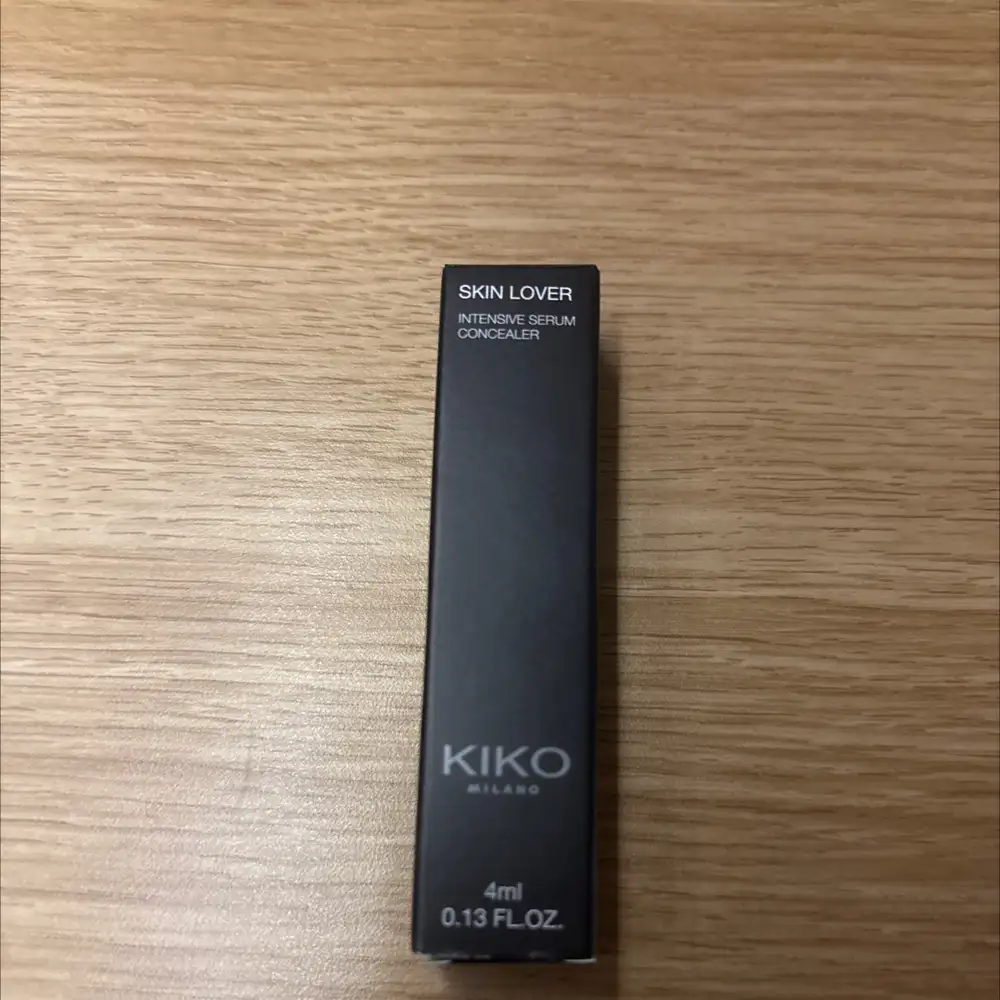 SKIN LOVER
INTENSIVE SERUM
CONCEALER
KIKO
MILANO
4ml
0.13 FL.OZ.